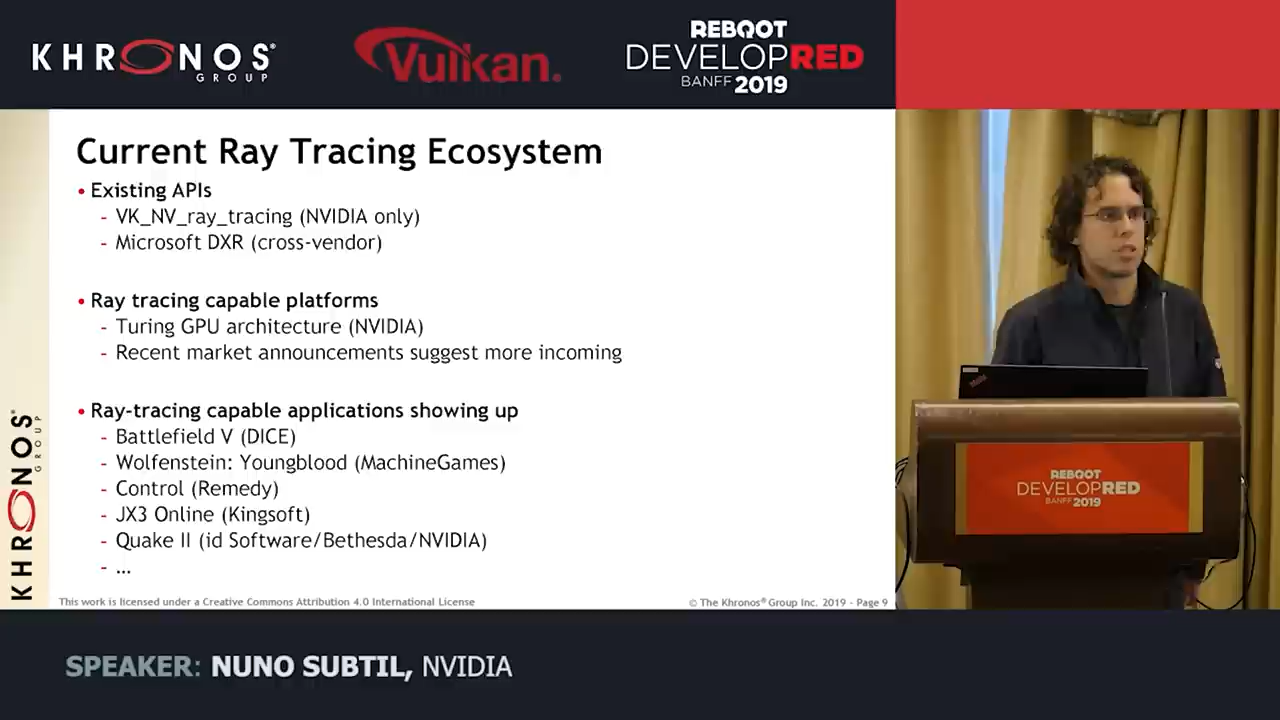 KHRONOS®
GROUP
Vulkan.
REBOOT
DEVELOPRED
BANFF 2019
Current Ray Tracing Ecosystem
• Existing APIs
- VK_NV_ray_tracing (NVIDIA only)
- Microsoft DXR (cross-vendor)
• Ray tracing capable platforms
- Turing GPU architecture (NVIDIA)
- Recent market announcements suggest more incoming
• Ray-tracing capable applications showing up
- Battlefield V (DICE)
- Wolfenstein: Youngblood (MachineGames)
- Control (Remedy)
- JX3 Online (Kingsoft)
- Quake II (id Software/Bethesda/NVIDIA)
- ...
KHRONOS®
GROUP
This work is licensed under a Creative Commons Attribution 4.0 International License
© The Khronos® Group Inc. 2019 - Page 9
REBOOT
DEVELOPRED
BANFF 2019
SPEAKER: NUNO SUBTIL, NVIDIA